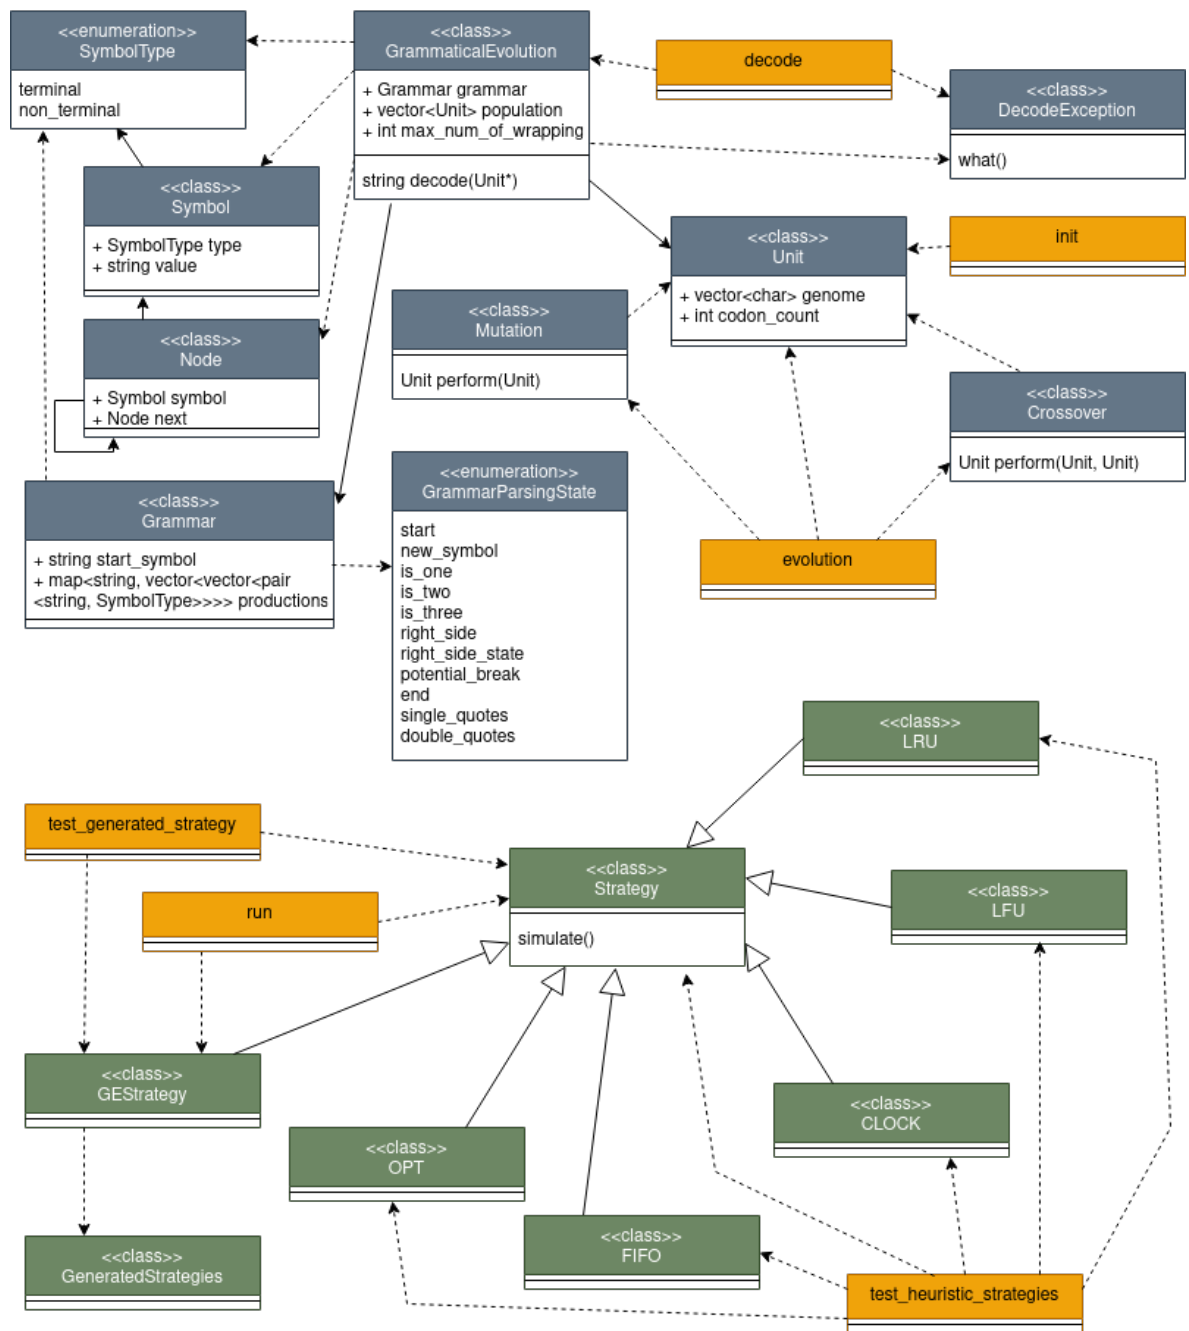 <<enumeration>>
SymbolType
terminal
non_terminal
<<class>>
GrammaticalEvolution
+ Grammar grammar
+ vector<Unit> population
+ int max_num_of_wrapping
string decode(Unit*)
decode
<<class>>
DecodeException
what()
<<class>>
Symbol
+ SymbolType type
+ string value
<<class>>
Unit
+ vector<char> genome
+ int codon_count
init
<<class>>
Mutation
Unit perform(Unit)
<<class>>
Node
+ Symbol symbol
+ Node next
<<class>>
Crossover
Unit perform(Unit, Unit)
<<class>>
Grammar
+ string start_symbol
+ map<string, vector<vector<pair
<string, SymbolType>>>> productions
<<enumeration>>
GrammarParsingState
start
new_symbol
is_one
is_two
is_three
right_side
right_side_state
potential_break
end
single_quotes
double_quotes
evolution
<<class>>
LRU
test_generated_strategy
<<class>>
Strategy
simulate()
<<class>>
LFU
run
<<class>>
GEStrategy
<<class>>
CLOCK
<<class>>
OPT
<<class>>
FIFO
<<class>>
GeneratedStrategies
test_heuristic_strategies